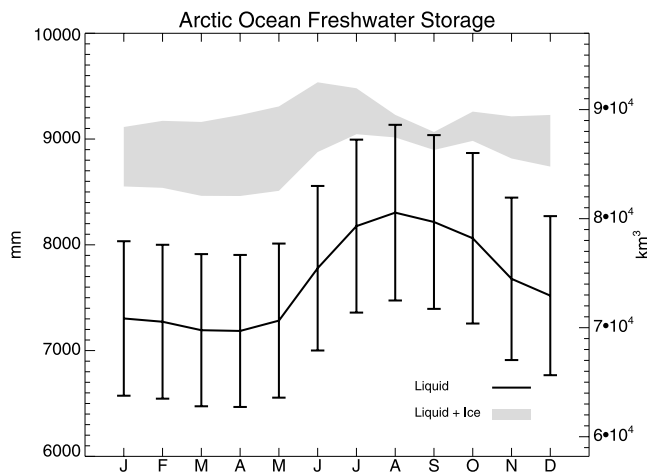 Arctic Ocean Freshwater Storage
10000
9000
8000
7000
6000
mm
9•10⁴
8•10⁴
7•10⁴
6•10⁴
km³
Liquid
Liquid + Ice
J F M A M J J A S O N D